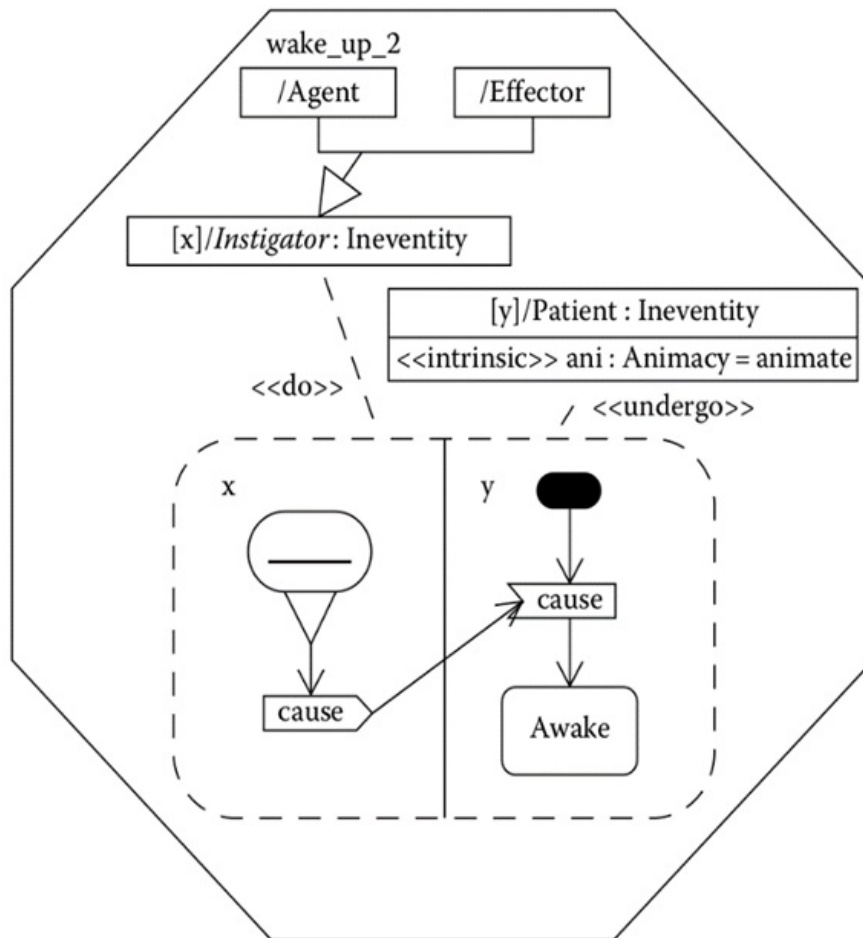 wake_up_2
/Agent
/Effector
[x]/Instigator : Ineventity
[y]/Patient : Ineventity
<<intrinsic>> ani : Animacy = animate
<<do>>
<<undergo>>
x
y
cause
cause
Awake